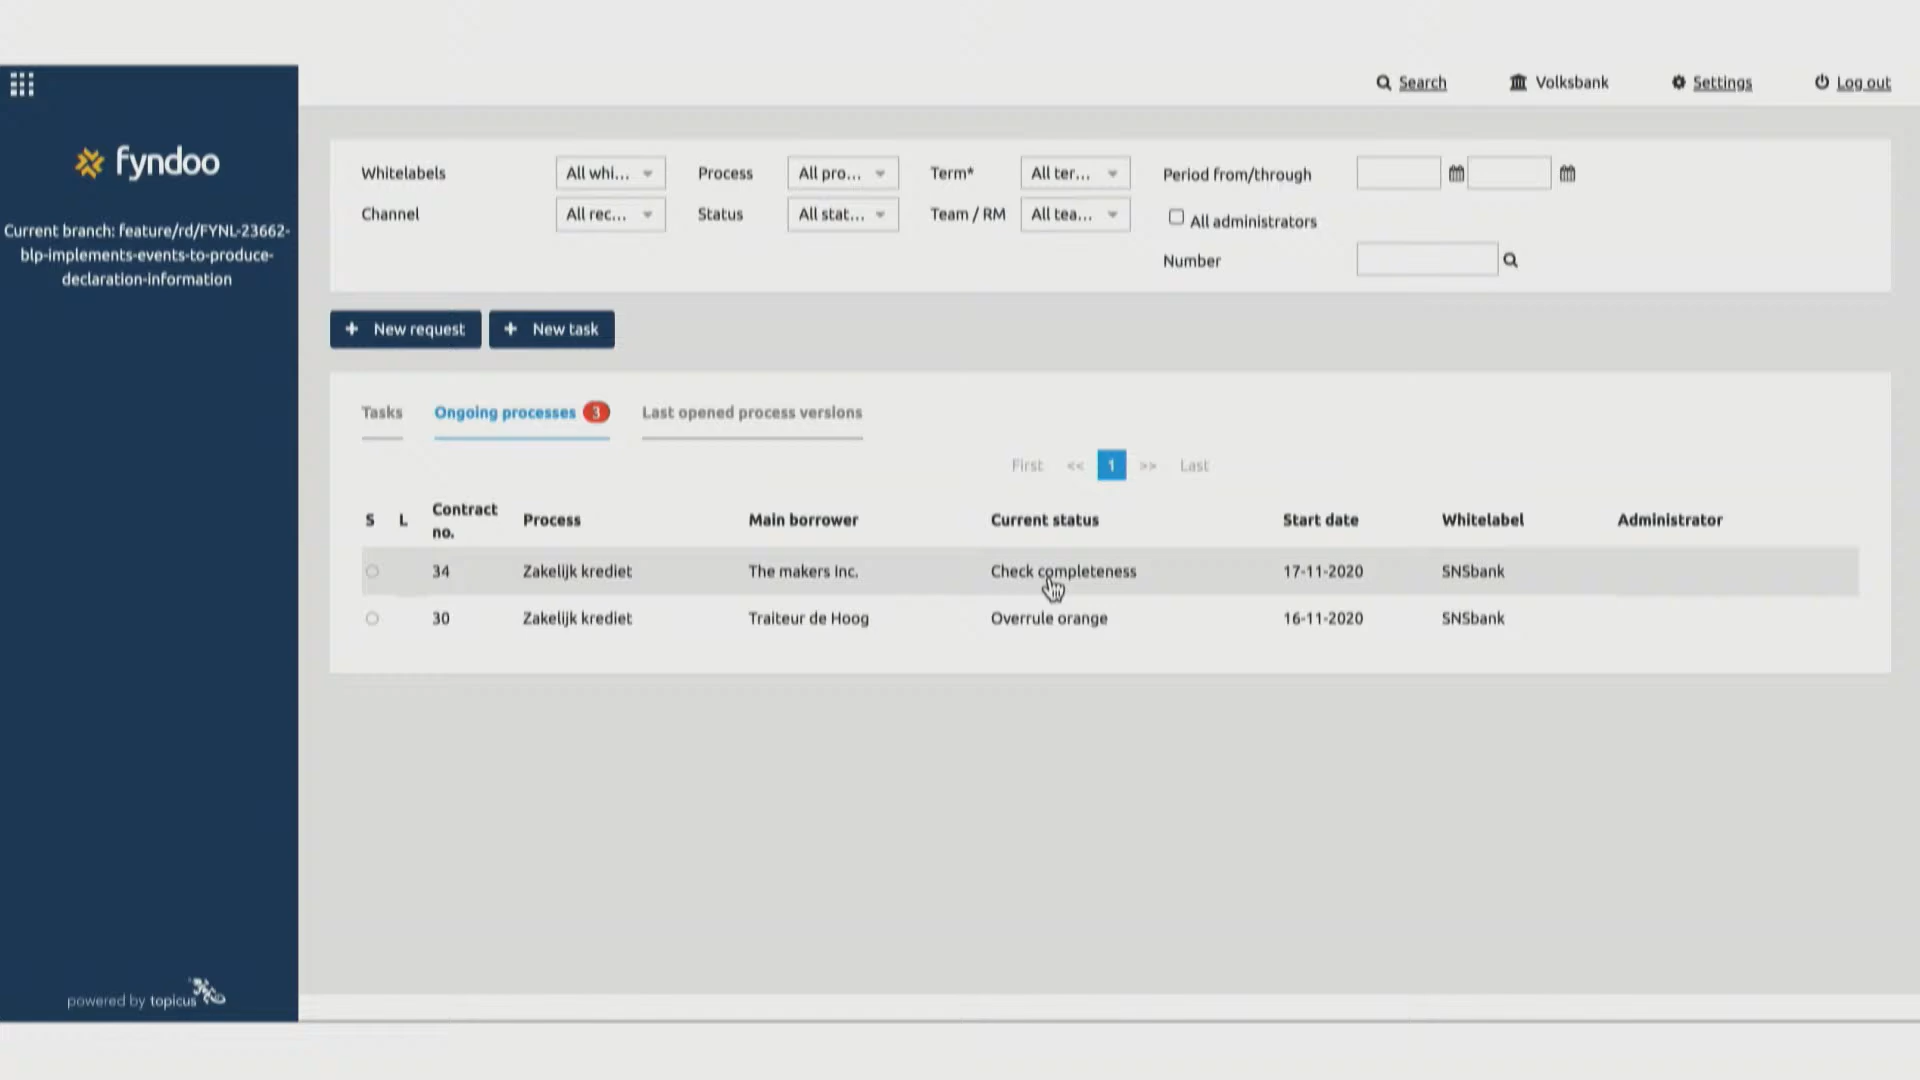 Search
Volksbank
Settings
Log out
fyndoo
Current branch: feature/rd/FYNL-23662-
blp-implements-events-to-produce-
declaration-information
Whitelabels
All whi...
Process
All pro...
Term*
All ter...
Period from/through
Channel
All rec...
Status
All stat...
Team / RM
All tea...
All administrators
Number
+ New request
+ New task
Tasks
Ongoing processes 3
Last opened process versions
First << 1 >> Last
S L Contract no. Process Main borrower Current status Start date Whitelabel Administrator
34 Zakelijk krediet The makers Inc. Check completeness 17-11-2020 SNSbank
30 Zakelijk krediet Traiteur de Hoog Overrule orange 16-11-2020 SNSbank
powered by topicus